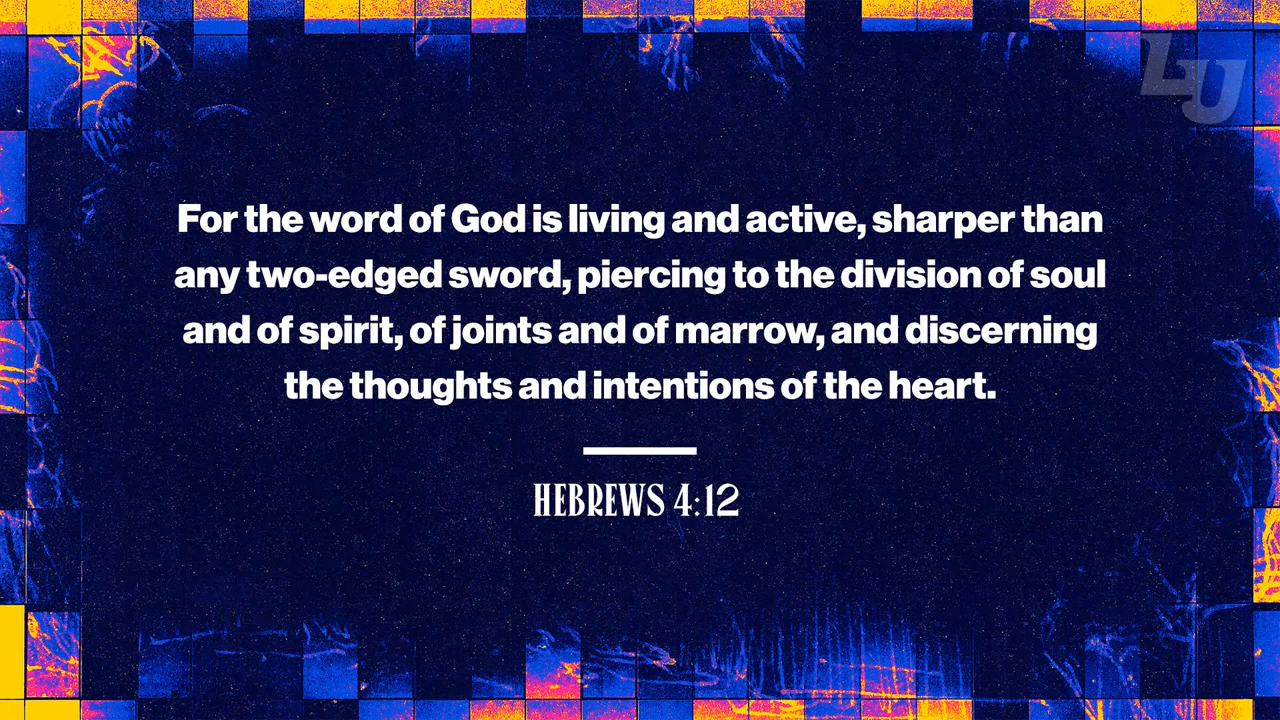 LU
For the word of God is living and active, sharper than
any two-edged sword, piercing to the division of soul
and of spirit, of joints and of marrow, and discerning
the thoughts and intentions of the heart.
HEBREWS 4:12